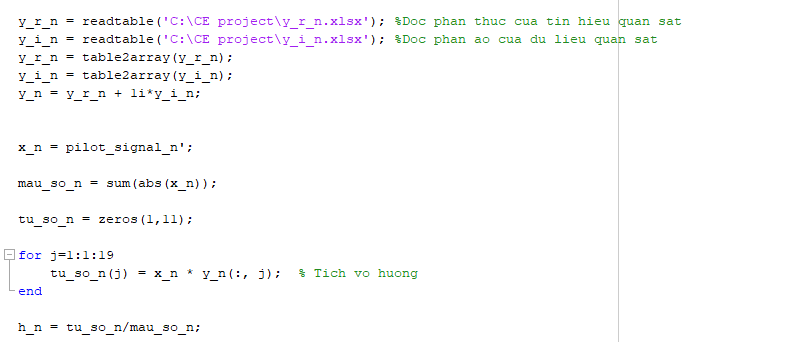 y_r_n = readtable('C:\CE project\y_r_n.xlsx'); %Doc phan thuc cua tin hieu quan sat
y_i_n = readtable('C:\CE project\y_i_n.xlsx'); %Doc phan ao cua du lieu quan sat
y_r_n = table2array(y_r_n);
y_i_n = table2array(y_i_n);
y_n = y_r_n + 1i*y_i_n;
x_n = pilot_signal_n';
mau_so_n = sum(abs(x_n));
tu_so_n = zeros(1,11);
for j=1:1:19
tu_so_n(j) = x_n * y_n(:, j); % Tich vo huong
end
h_n = tu_so_n/mau_so_n;